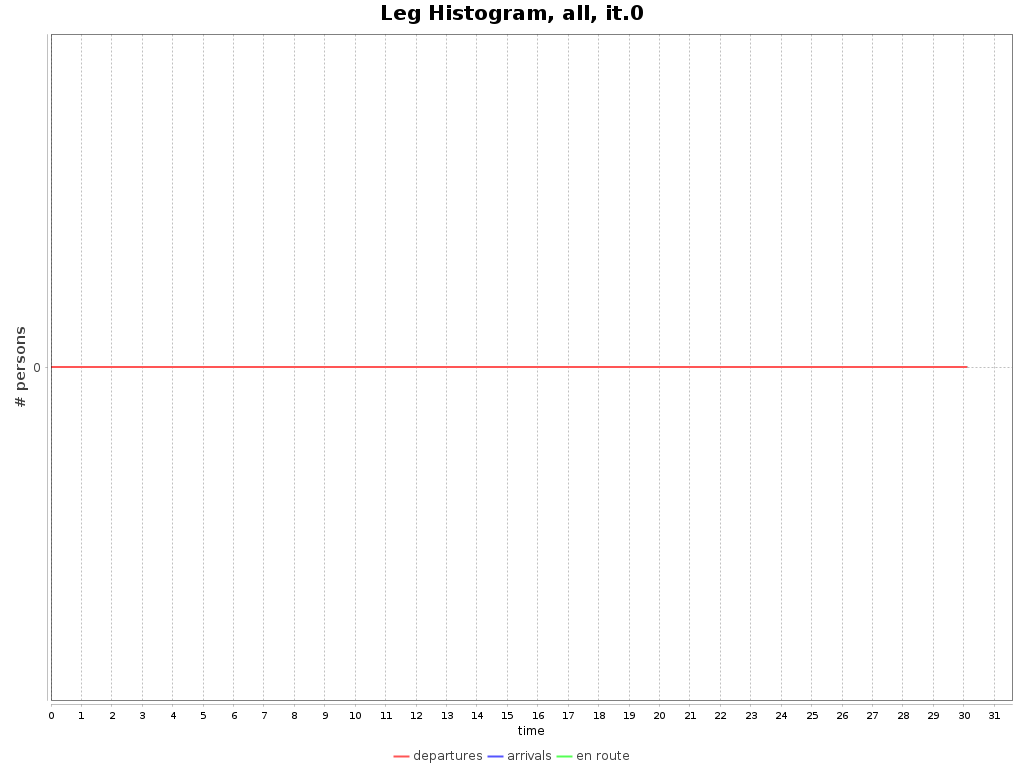 Leg Histogram, all, it.0
# persons
0
0 1 2 3 4 5 6 7 8 9 10 11 12 13 14 15 16 17 18 19 20 21 22 23 24 25 26 27 28 29 30 31
time
departures arrivals en route